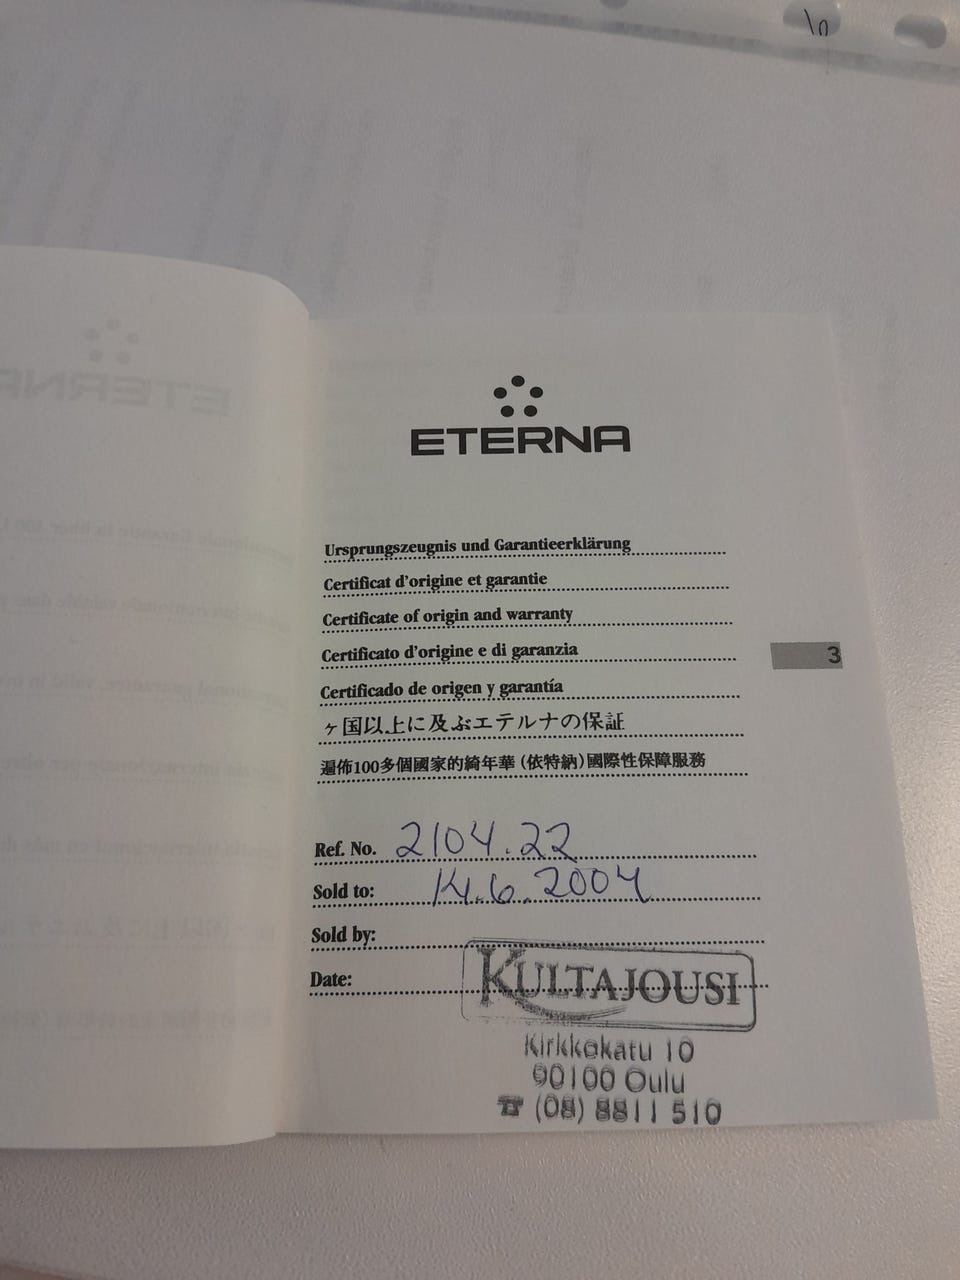 ETERNA
Ursprungszeugnis und Garantieerklärung
Certificat d'origine et garantie
Certificate of origin and warranty
Certificato d'origine e di garanzia
Certificado de origen y garantía
ヶ国以上に及ぶエテルナの保証
遍佈100多個國家的綺年華(依特納)國際性保障服務
3
Ref. No. 2104.22
Sold to: 14.6.2004
Sold by:
Date:
KULTAJOUSI
Kirkkokatu 10
90100 Oulu
☎ (08) 8811 510